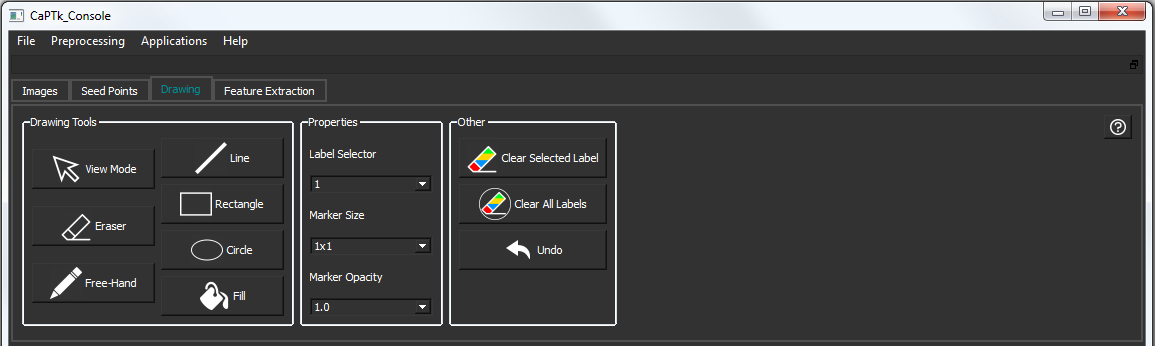 CaPTk_Console
File Preprocessing Applications Help
Images Seed Points Drawing Feature Extraction
Drawing Tools
View Mode
Eraser
Free-Hand
Line
Rectangle
Circle
Fill
Properties
Label Selector
1
Marker Size
1x1
Marker Opacity
1.0
Other
Clear Selected Label
Clear All Labels
Undo